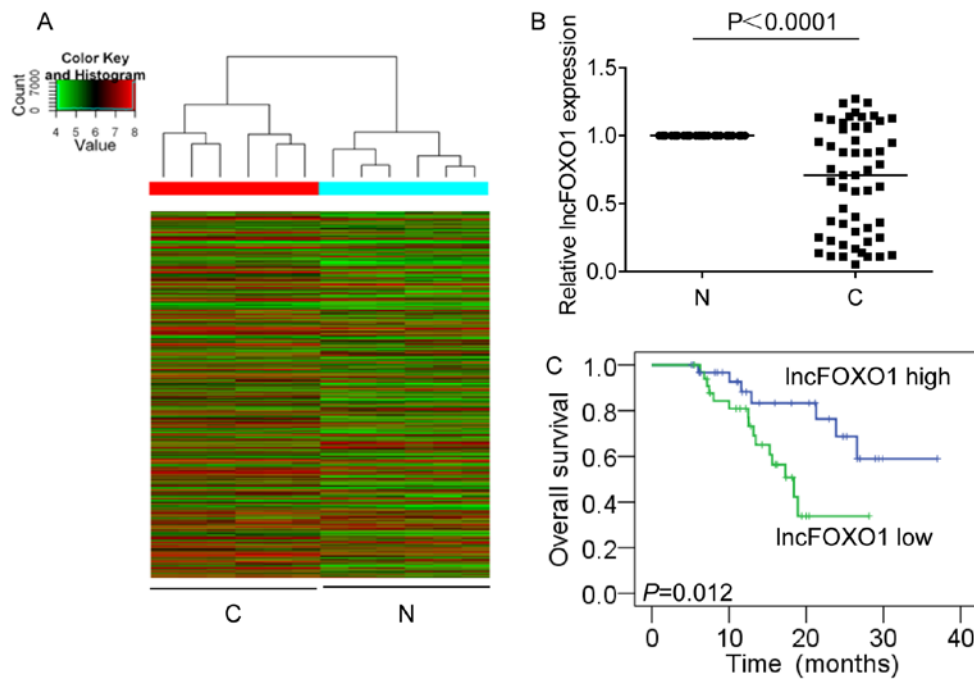 A
Color Key
and Histogram
Count
0 7000
4 5 6 7 8
Value
C
N
B
P<0.0001
Relative lncFOXO1 expression
1.5
1.0
0.5
0.0
N
C
C
lncFOXO1 high
lncFOXO1 low
Overall survival
1.0
0.8
0.6
0.4
0.2
0.0
P=0.012
0 10 20 30 40
Time (months)